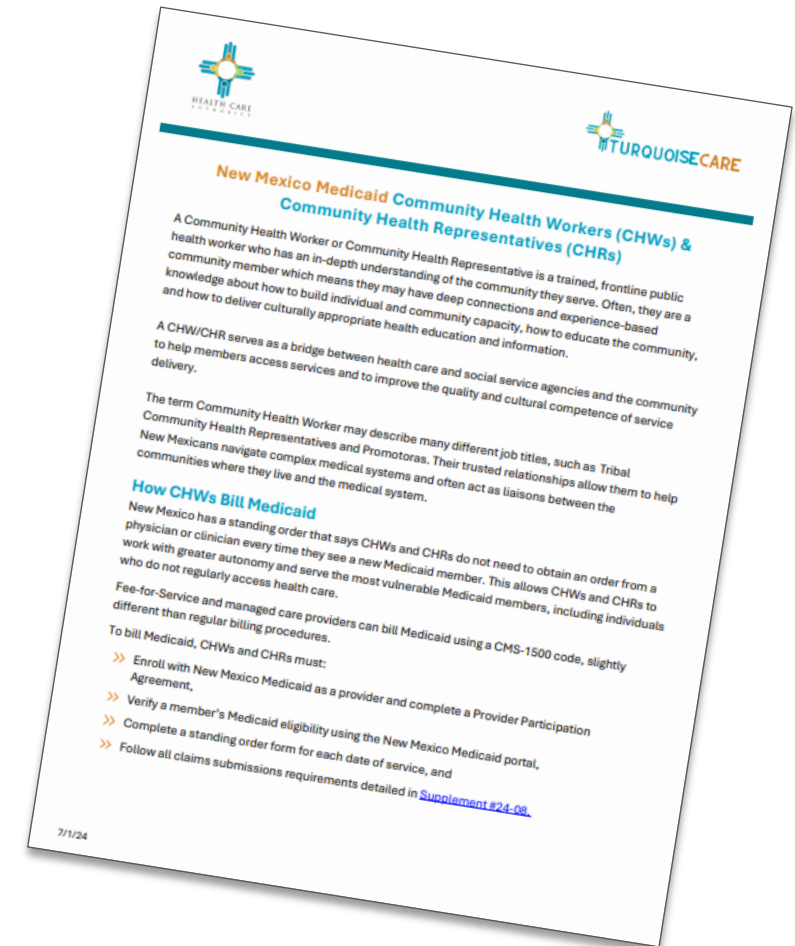 HEALTH CARE
AUTHORITY
TURQUOISECARE
New Mexico Medicaid Community Health Workers (CHWs) &
Community Health Representatives (CHRs)
A Community Health Worker or Community Health Representative is a trained, frontline public
health worker who has an in-depth understanding of the community they serve. Often, they are a
community member which means they may have deep connections and experience-based
knowledge about how to build individual and community capacity, how to educate the community,
and how to deliver culturally appropriate health education and information.
A CHW/CHR serves as a bridge between health care and social service agencies and the community
to help members access services and to improve the quality and cultural competence of service
delivery.
The term Community Health Worker may describe many different job titles, such as Tribal
Community Health Representatives and Promotoras. Their trusted relationships allow them to help
New Mexicans navigate complex medical systems and often act as liaisons between the
communities where they live and the medical system.
How CHWs Bill Medicaid
New Mexico has a standing order that says CHWs and CHRs do not need to obtain an order from a
physician or clinician every time they see a new Medicaid member. This allows CHWs and CHRs to
work with greater autonomy and serve the most vulnerable Medicaid members, including individuals
who do not regularly access health care.
Fee-for-Service and managed care providers can bill Medicaid using a CMS-1500 code, slightly
different than regular billing procedures.
To bill Medicaid, CHWs and CHRs must:
Enroll with New Mexico Medicaid as a provider and complete a Provider Participation
Agreement,
Verify a member's Medicaid eligibility using the New Mexico Medicaid portal,
Complete a standing order form for each date of service, and
Follow all claims submissions requirements detailed in Supplement #24-08.
7/1/24